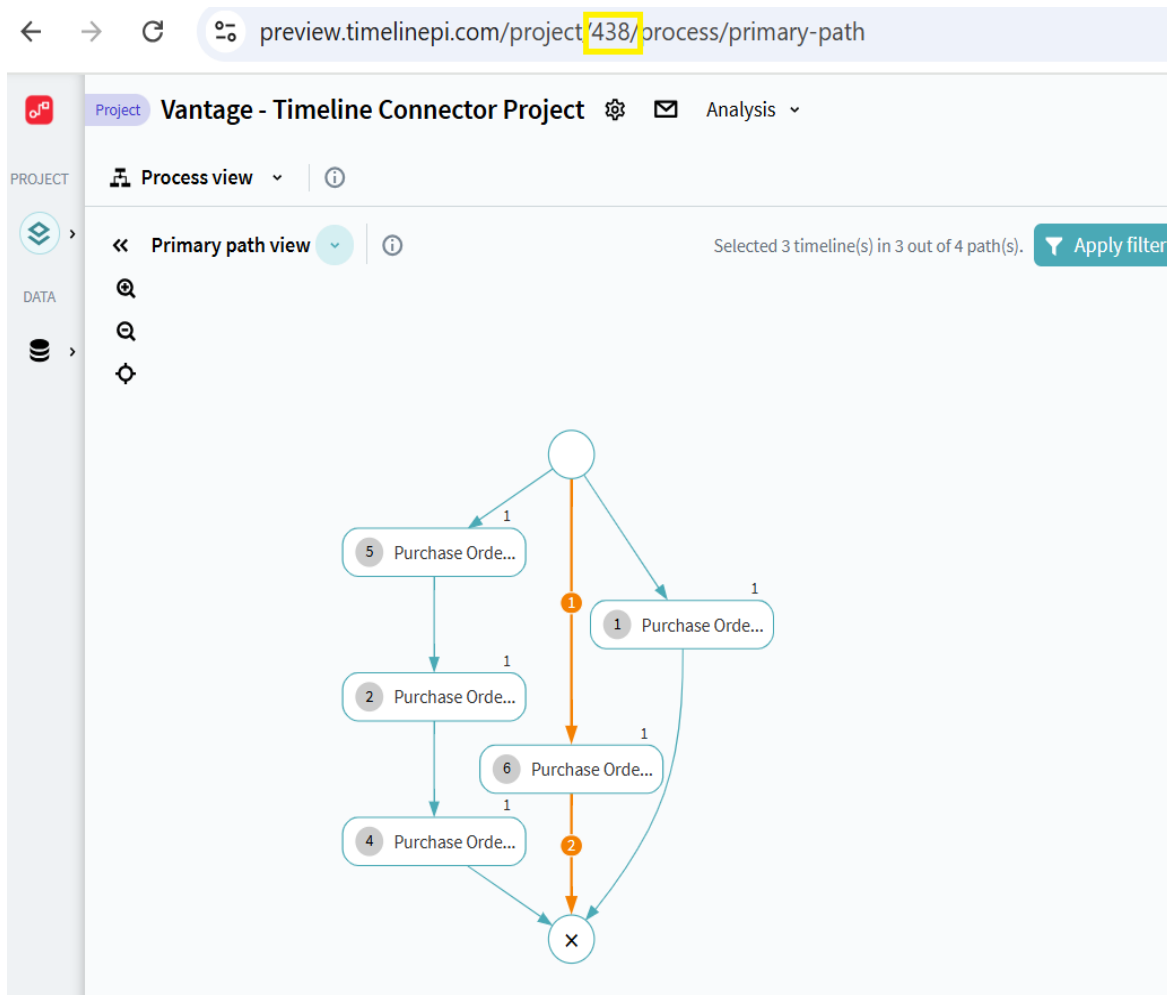 preview.timelinepi.com/project/438/process/primary-path
Project Vantage - Timeline Connector Project Analysis
PROJECT
Process view
Primary path view
Selected 3 timeline(s) in 3 out of 4 path(s). Apply filter
DATA
1
5 Purchase Orde...
1
1
1 Purchase Orde...
1
2 Purchase Orde...
1
6 Purchase Orde...
1
4 Purchase Orde...
2